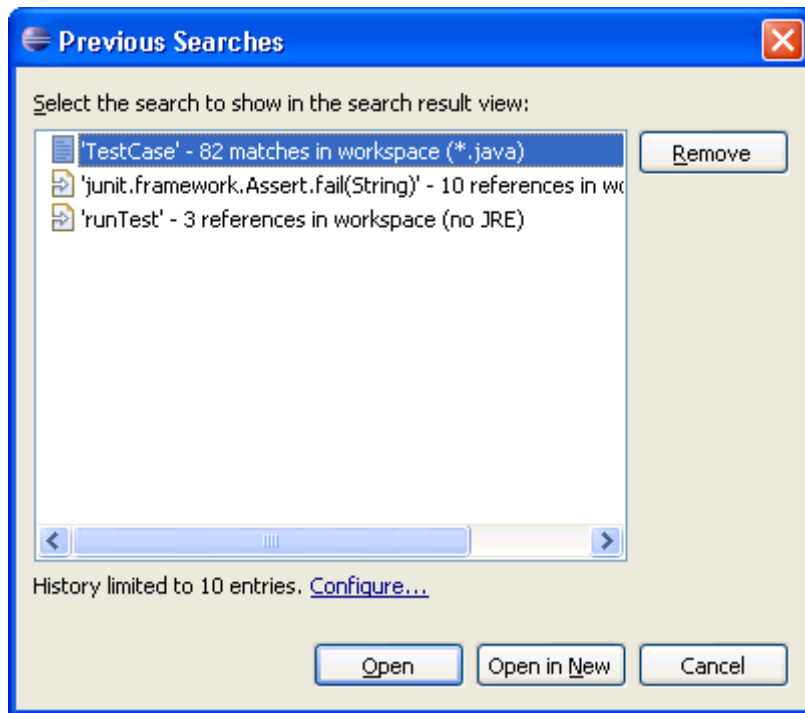 Previous Searches
Select the search to show in the search result view:
'TestCase' - 82 matches in workspace (*.java)
Remove
'junit.framework.Assert.fail(String)' - 10 references in
'runTest' - 3 references in workspace (no JRE)
History limited to 10 entries. Configure...
Open
Open in New
Cancel